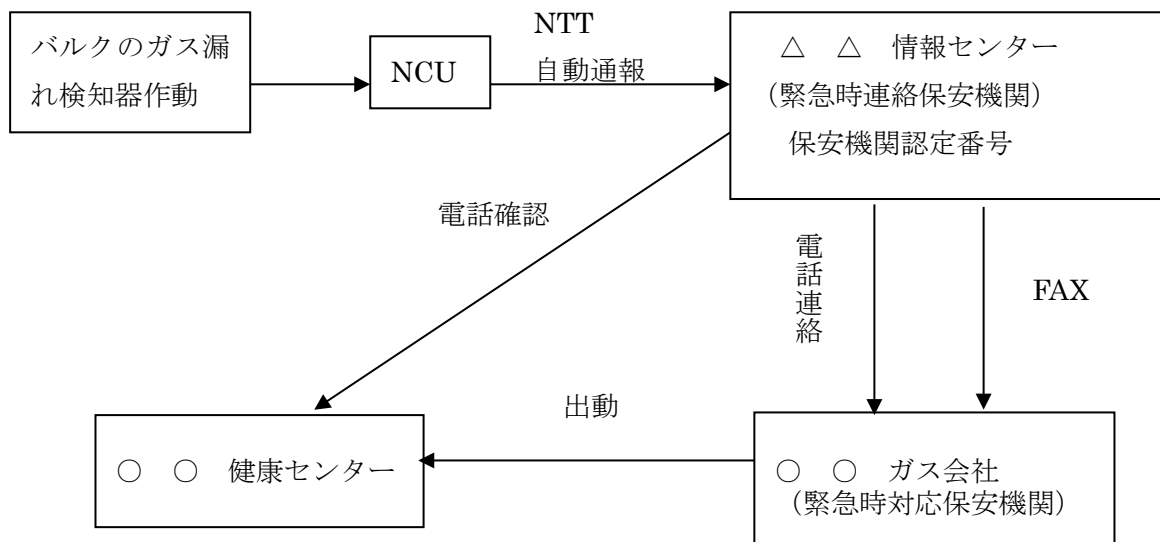 バルクのガス漏
れ検知器作動
NCU
NTT
自動通報
△ △ 情報センター
(緊急時連絡保安機関)
保安機関認定番号
電話確認
電話連絡
FAX
出動
○ ○ 健康センター
○ ○ ガス会社
(緊急時対応保安機関)